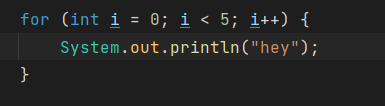 for (int i = 0; i < 5; i++) {
    System.out.println("hey");
}